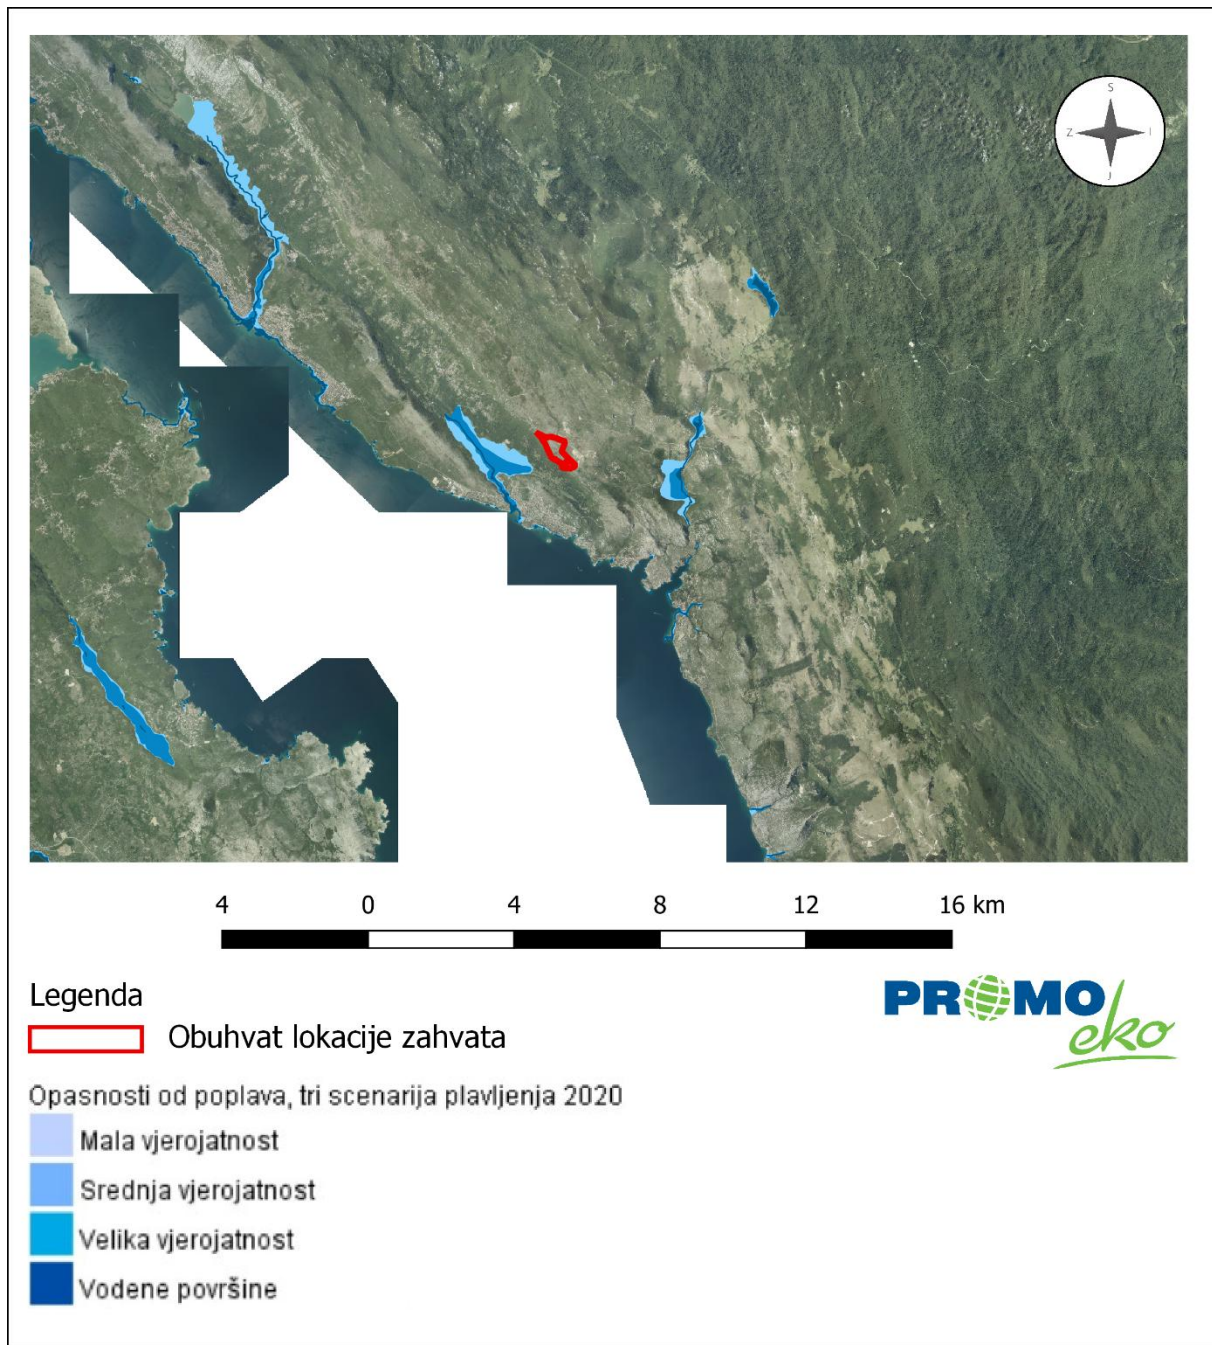 S
Z I
J
4 0 4 8 12 16 km
Legenda
Obuhvat lokacije zahvata
PROMO
eko
Opasnosti od poplava, tri scenarija plavljenja 2020
Mala vjerojatnost
Srednja vjerojatnost
Velika vjerojatnost
Vodene površine